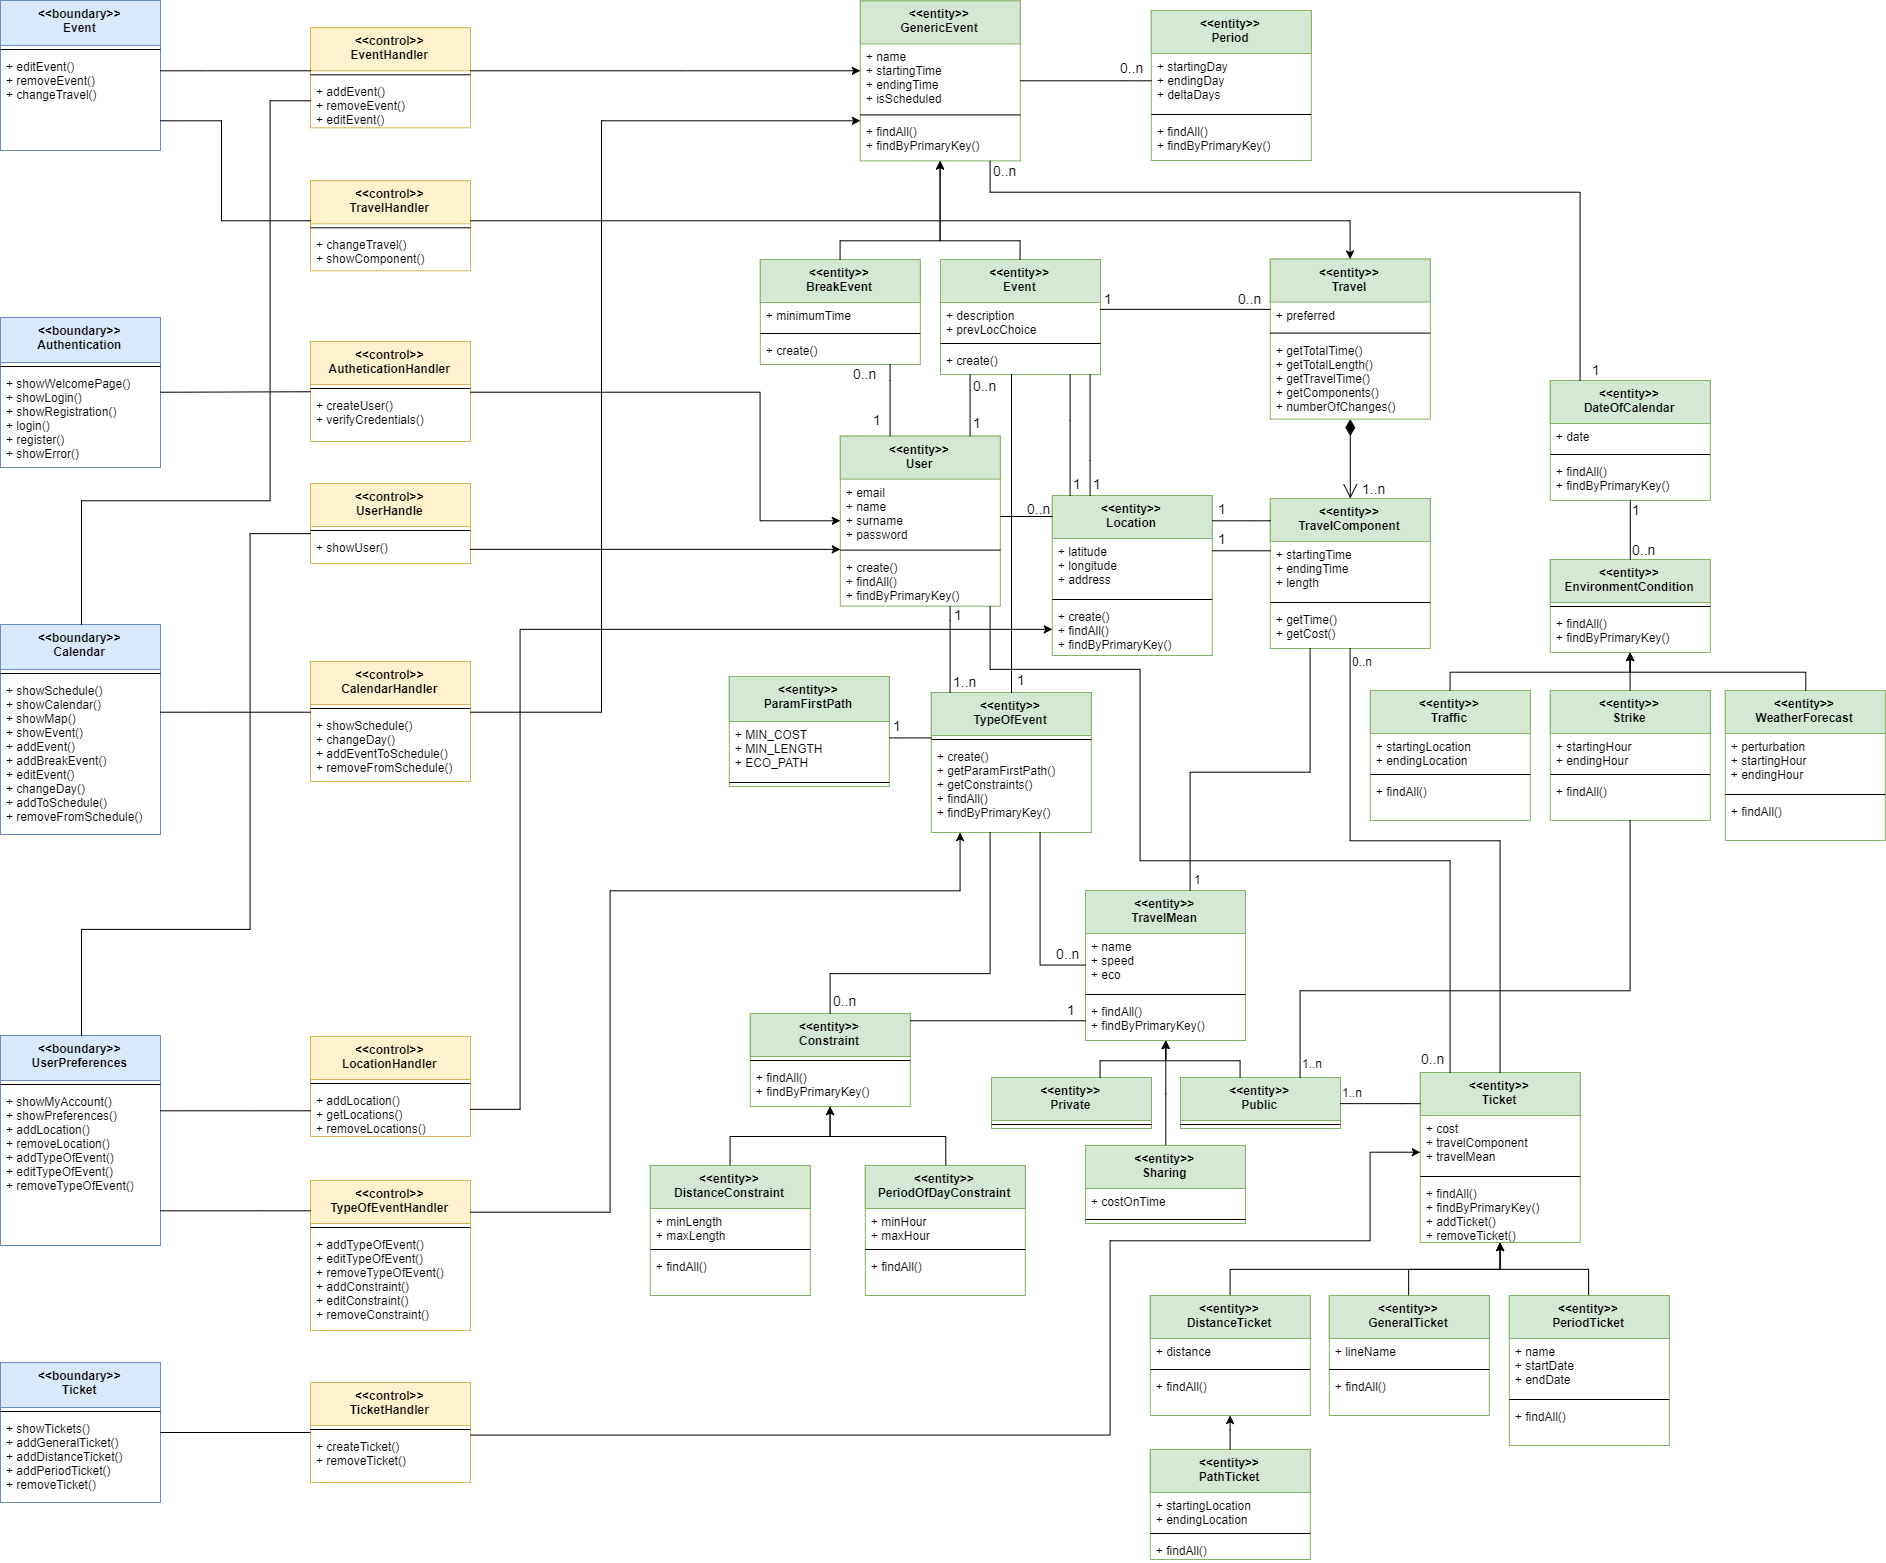 <<boundary>>
Event
+ editEvent()
+ removeEvent()
+ changeTravel()
<<control>>
EventHandler
+ addEvent()
+ removeEvent()
+ editEvent()
<<entity>>
GenericEvent
+ name
+ startingTime
+ endingTime
+ isScheduled
+ findAll()
+ findByPrimaryKey()
0..n
<<entity>>
Period
+ startingDay
+ endingDay
+ deltaDays
+ findAll()
+ findByPrimaryKey()
0..n
<<control>>
TravelHandler
+ changeTravel()
+ showComponent()
<<entity>>
BreakEvent
+ minimumTime
+ create()
0..n
1
<<entity>>
Event
+ description
+ prevLocChoice
+ create()
0..n
1
1
0..n
<<entity>>
Travel
+ preferred
+ getTotalTime()
+ getTotalLength()
+ getTravelTime()
+ getComponents()
+ numberOfChanges()
1..n
1
<<entity>>
DateOfCalendar
+ date
+ findAll()
+ findByPrimaryKey()
1
0..n
<<boundary>>
Authentication
+ showWelcomePage()
+ showLogin()
+ showRegistration()
+ login()
+ register()
+ showError()
<<control>>
AutheticationHandler
+ createUser()
+ verifyCredentials()
<<control>>
UserHandle
+ showUser()
<<entity>>
User
+ email
+ name
+ surname
+ password
+ create()
+ findAll()
+ findByPrimaryKey()
1
1..n
1
1
1
0..n
<<entity>>
Location
+ latitude
+ longitude
+ address
+ create()
+ findAll()
+ findByPrimaryKey()
1
1
<<entity>>
TravelComponent
+ startingTime
+ endingTime
+ length
+ getTime()
+ getCost()
0..n
<<entity>>
EnvironmentCondition
+ findAll()
+ findByPrimaryKey()
<<boundary>>
Calendar
+ showSchedule()
+ showCalendar()
+ showMap()
+ showEvent()
+ addEvent()
+ addBreakEvent()
+ editEvent()
+ changeDay()
+ addToSchedule()
+ removeFromSchedule()
<<control>>
CalendarHandler
+ showSchedule()
+ changeDay()
+ addEventToSchedule()
+ removeFromSchedule()
<<entity>>
ParamFirstPath
+ MIN_COST
+ MIN_LENGTH
+ ECO_PATH
1
<<entity>>
TypeOfEvent
+ create()
+ getParamFirstPath()
+ getConstraints()
+ findAll()
+ findByPrimaryKey()
<<entity>>
Traffic
+ startingLocation
+ endingLocation
+ findAll()
<<entity>>
Strike
+ startingHour
+ endingHour
+ findAll()
<<entity>>
WeatherForecast
+ perturbation
+ startingHour
+ endingHour
+ findAll()
1
0..n
<<entity>>
TravelMean
+ name
+ speed
+ eco
+ findAll()
+ findByPrimaryKey()
0..n
1
<<entity>>
Constraint
+ findAll()
+ findByPrimaryKey()
<<boundary>>
UserPreferences
+ showMyAccount()
+ showPreferences()
+ addLocation()
+ removeLocation()
+ addTypeOfEvent()
+ editTypeOfEvent()
+ removeTypeOfEvent()
<<control>>
LocationHandler
+ addLocation()
+ getLocations()
+ removeLocations()
<<entity>>
Private
<<entity>>
Public
1..n
1..n
0..n
<<entity>>
Ticket
+ cost
+ travelComponent
+ travelMean
+ findAll()
+ findByPrimaryKey()
+ addTicket()
+ removeTicket()
<<entity>>
Sharing
+ costOnTime
<<control>>
TypeOfEventHandler
+ addTypeOfEvent()
+ editTypeOfEvent()
+ removeTypeOfEvent()
+ addConstraint()
+ editConstraint()
+ removeConstraint()
<<entity>>
DistanceConstraint
+ minLength
+ maxLength
+ findAll()
<<entity>>
PeriodOfDayConstraint
+ minHour
+ maxHour
+ findAll()
<<entity>>
DistanceTicket
+ distance
+ findAll()
<<entity>>
GeneralTicket
+ lineName
+ findAll()
<<entity>>
PeriodTicket
+ name
+ startDate
+ endDate
+ findAll()
<<boundary>>
Ticket
+ showTickets()
+ addGeneralTicket()
+ addDistanceTicket()
+ addPeriodTicket()
+ removeTicket()
<<control>>
TicketHandler
+ createTicket()
+ removeTicket()
<<entity>>
PathTicket
+ startingLocation
+ endingLocation
+ findAll()